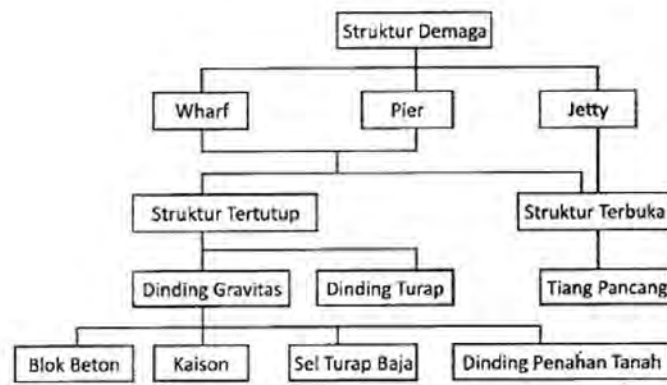 Struktur Demaga
Wharf
Pier
Jetty
Struktur Tertutup
Struktur Terbuka
Dinding Gravitas
Dinding Turap
Tiang Pancang
Blok Beton
Kaison
Sel Turap Baja
Dinding Penahan Tanah